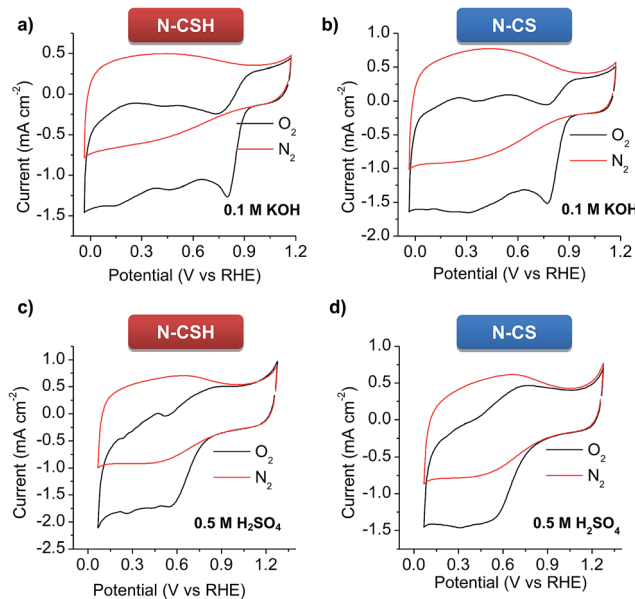 a)
N-CSH
0.5
0.0
-0.5
-1.0
-1.5
Current (mA cm⁻²)
O₂
N₂
0.1 M KOH
0.0 0.3 0.6 0.9 1.2
Potential (V vs RHE)
b)
N-CS
1.0
0.5
0.0
-0.5
-1.0
-1.5
-2.0
Current (mA cm⁻²)
O₂
N₂
0.1 M KOH
0.0 0.3 0.6 0.9 1.2
Potential (V vs RHE)
c)
N-CSH
1.0
0.5
0.0
-0.5
-1.0
-1.5
-2.0
-2.5
Current (mA cm⁻²)
O₂
N₂
0.5 M H₂SO₄
0.0 0.3 0.6 0.9 1.2
Potential (V vs RHE)
d)
N-CS
1.0
0.5
0.0
-0.5
-1.0
-1.5
Current (mA cm⁻²)
O₂
N₂
0.5 M H₂SO₄
0.0 0.3 0.6 0.9 1.2
Potential (V vs RHE)